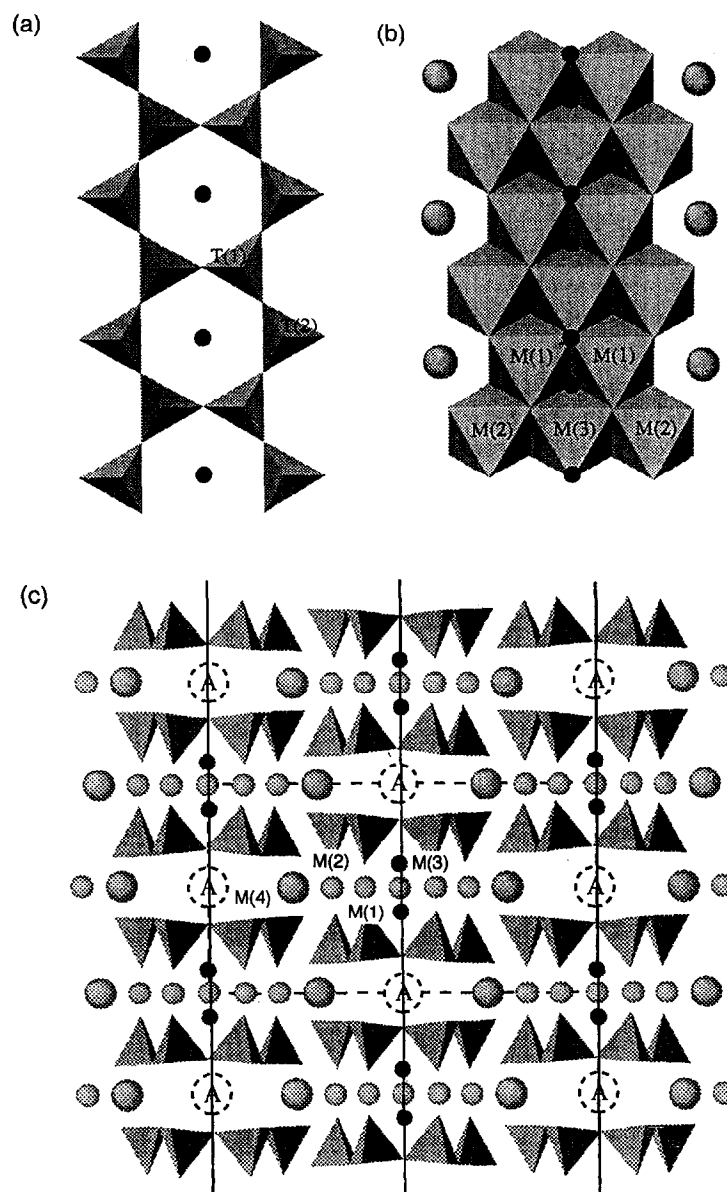 (a)
(b)
T(1)
T(2)
M(1) M(1)
M(2) M(3) M(2)
(c)
A A
A
M(2) M(3)
A A
M(4)
M(1)
A
A A